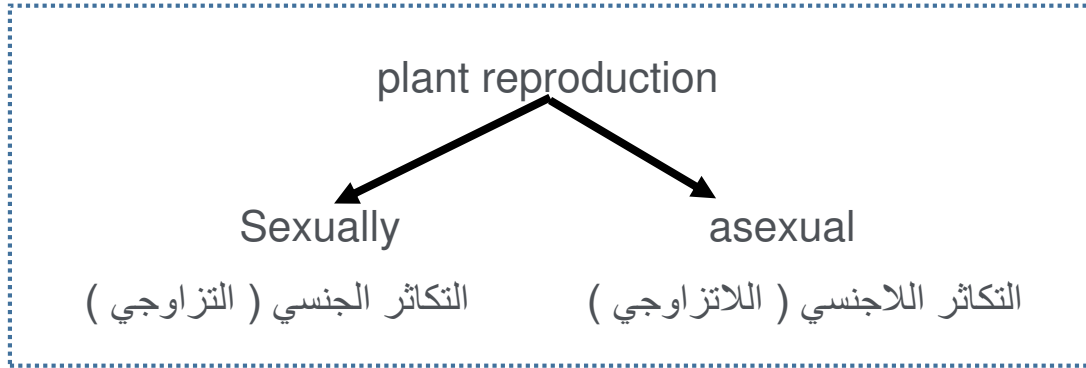 plant reproduction
Sexually
asexual
التكاثر الجنسي ( التزاوجي )
التكاثر اللاجنسي ( اللاتزاوجي )